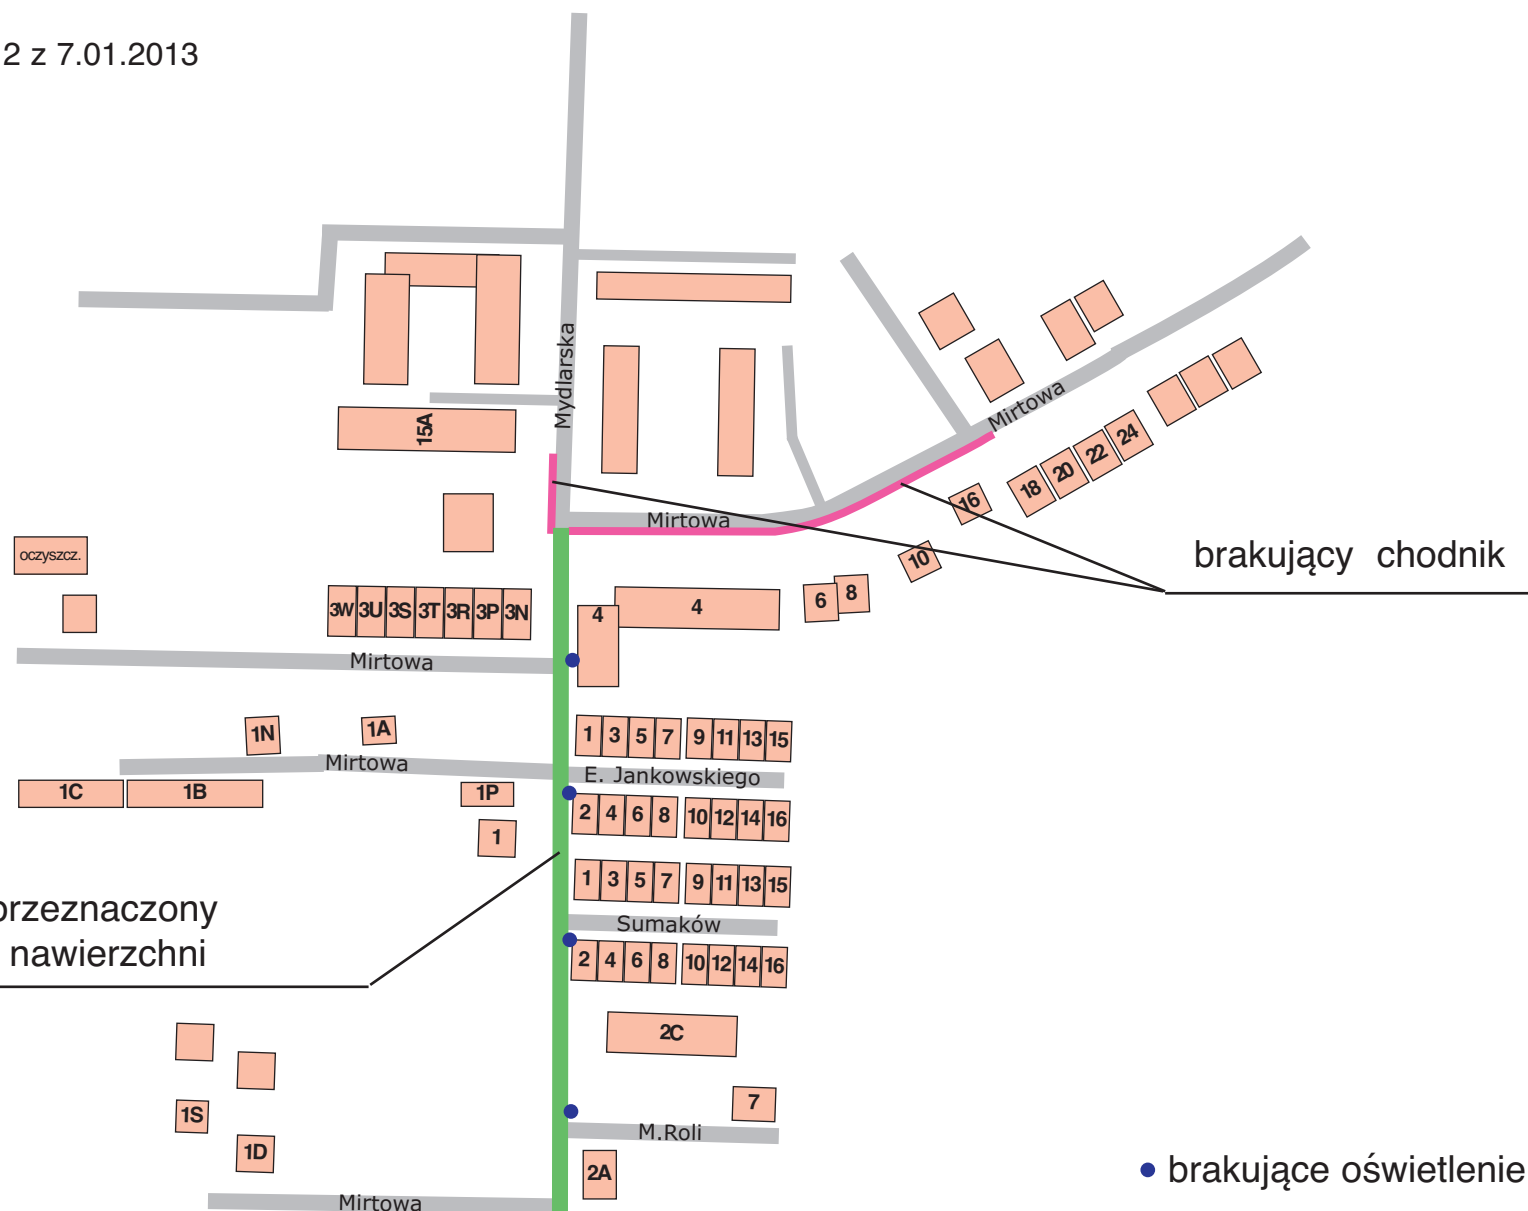 2 z 7.01.2013
Mydlarska
15A
Mirtowa
Mirtowa
24
22
20
18
16
10
8
6
brakujący chodnik
oczyszcz.
3W 3U 3S 3T 3R 3P 3N
4
4
Mirtowa
1N
1A
1 3 5 7 9 11 13 15
Mirtowa
E. Jankowskiego
1C
1B
1P
2 4 6 8 10 12 14 16
1
1 3 5 7 9 11 13 15
przeznaczony
nawierzchni
Sumaków
2 4 6 8 10 12 14 16
2C
7
1S
M.Roli
1D
2A
brakujące oświetlenie
Mirtowa